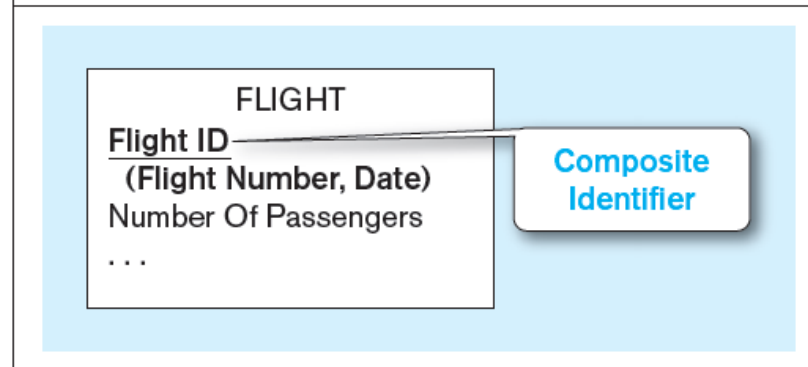 FLIGHT
Flight ID
(Flight Number, Date)
Number Of Passengers
. . .
Composite
Identifier